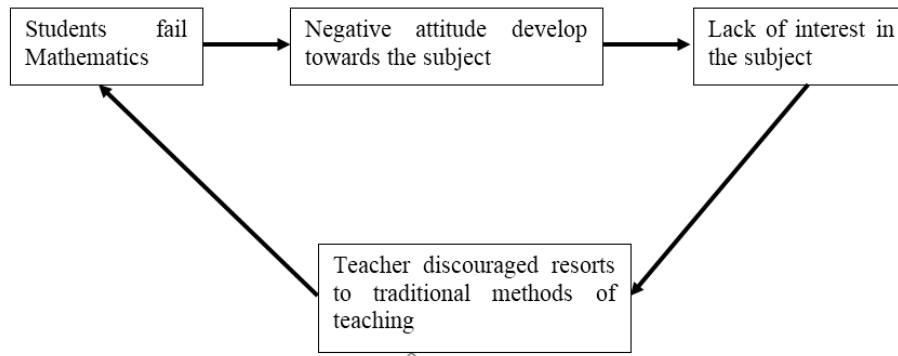 Students fail
Mathematics
Negative attitude develop
towards the subject
Lack of interest in
the subject
Teacher discouraged resorts
to traditional methods of
teaching